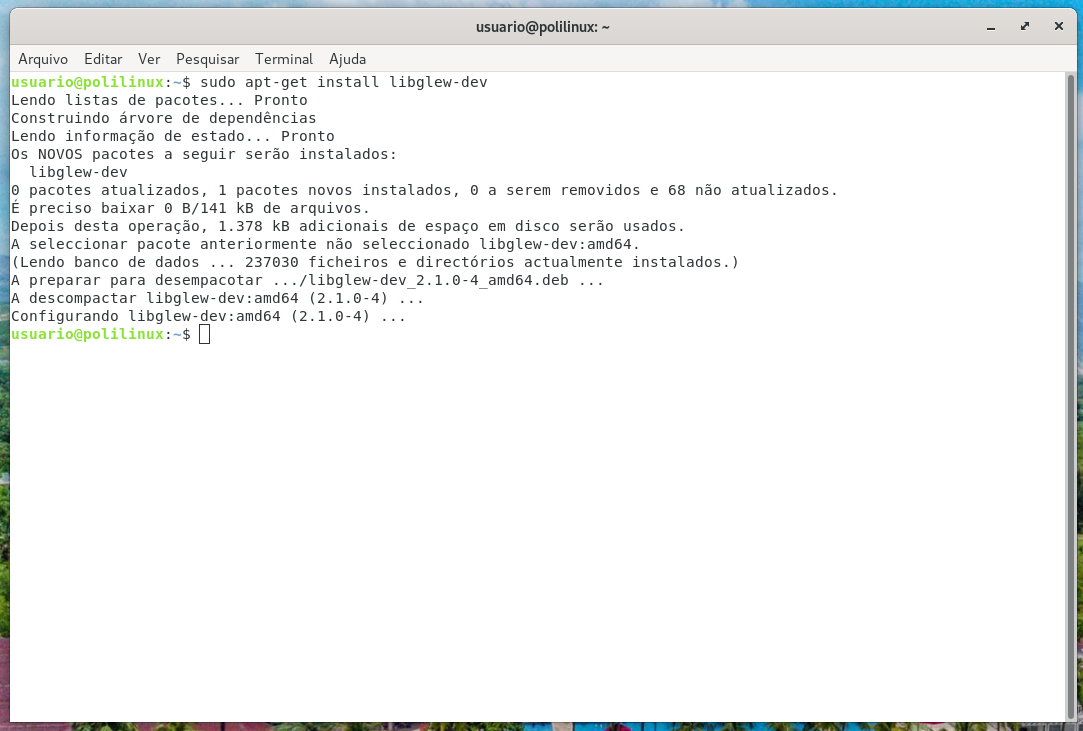 usuario@polilinux: ~
Arquivo Editar Ver Pesquisar Terminal Ajuda
usuario@polilinux:~$ sudo apt-get install libglew-dev
Lendo listas de pacotes... Pronto
Construindo árvore de dependências
Lendo informação de estado... Pronto
Os NOVOS pacotes a seguir serão instalados:
  libglew-dev
0 pacotes atualizados, 1 pacotes novos instalados, 0 a serem removidos e 68 não atualizados.
É preciso baixar 0 B/141 kB de arquivos.
Depois desta operação, 1.378 kB adicionais de espaço em disco serão usados.
A seleccionar pacote anteriormente não seleccionado libglew-dev:amd64.
(Lendo banco de dados ... 237030 ficheiros e directórios actualmente instalados.)
A preparar para desempacotar .../libglew-dev_2.1.0-4_amd64.deb ...
A descompactar libglew-dev:amd64 (2.1.0-4) ...
Configurando libglew-dev:amd64 (2.1.0-4) ...
usuario@polilinux:~$